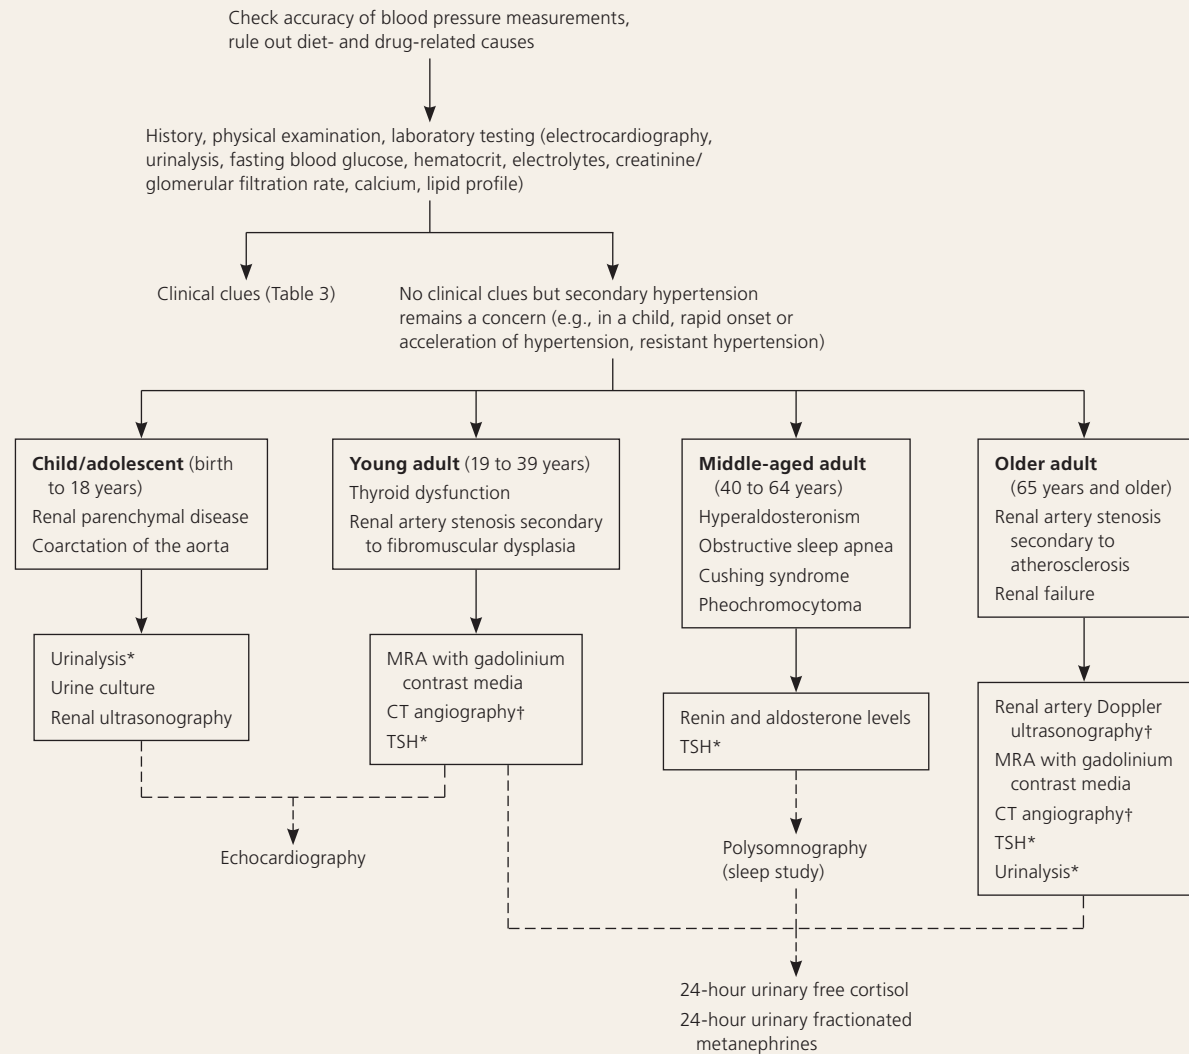 Check accuracy of blood pressure measurements,
rule out diet- and drug-related causes
History, physical examination, laboratory testing (electrocardiography,
urinalysis, fasting blood glucose, hematocrit, electrolytes, creatinine/
glomerular filtration rate, calcium, lipid profile)
Clinical clues (Table 3)
No clinical clues but secondary hypertension
remains a concern (e.g., in a child, rapid onset or
acceleration of hypertension, resistant hypertension)
Child/adolescent (birth
to 18 years)
Renal parenchymal disease
Coarctation of the aorta
Young adult (19 to 39 years)
Thyroid dysfunction
Renal artery stenosis secondary
to fibromuscular dysplasia
Middle-aged adult
(40 to 64 years)
Hyperaldosteronism
Obstructive sleep apnea
Cushing syndrome
Pheochromocytoma
Older adult
(65 years and older)
Renal artery stenosis
secondary to
atherosclerosis
Renal failure
Urinalysis*
Urine culture
Renal ultrasonography
MRA with gadolinium
contrast media
CT angiography†
TSH*
Renin and aldosterone levels
TSH*
Renal artery Doppler
ultrasonography†
MRA with gadolinium
contrast media
CT angiography†
TSH*
Urinalysis*
Echocardiography
Polysomnography
(sleep study)
24-hour urinary free cortisol
24-hour urinary fractionated
metanephrines